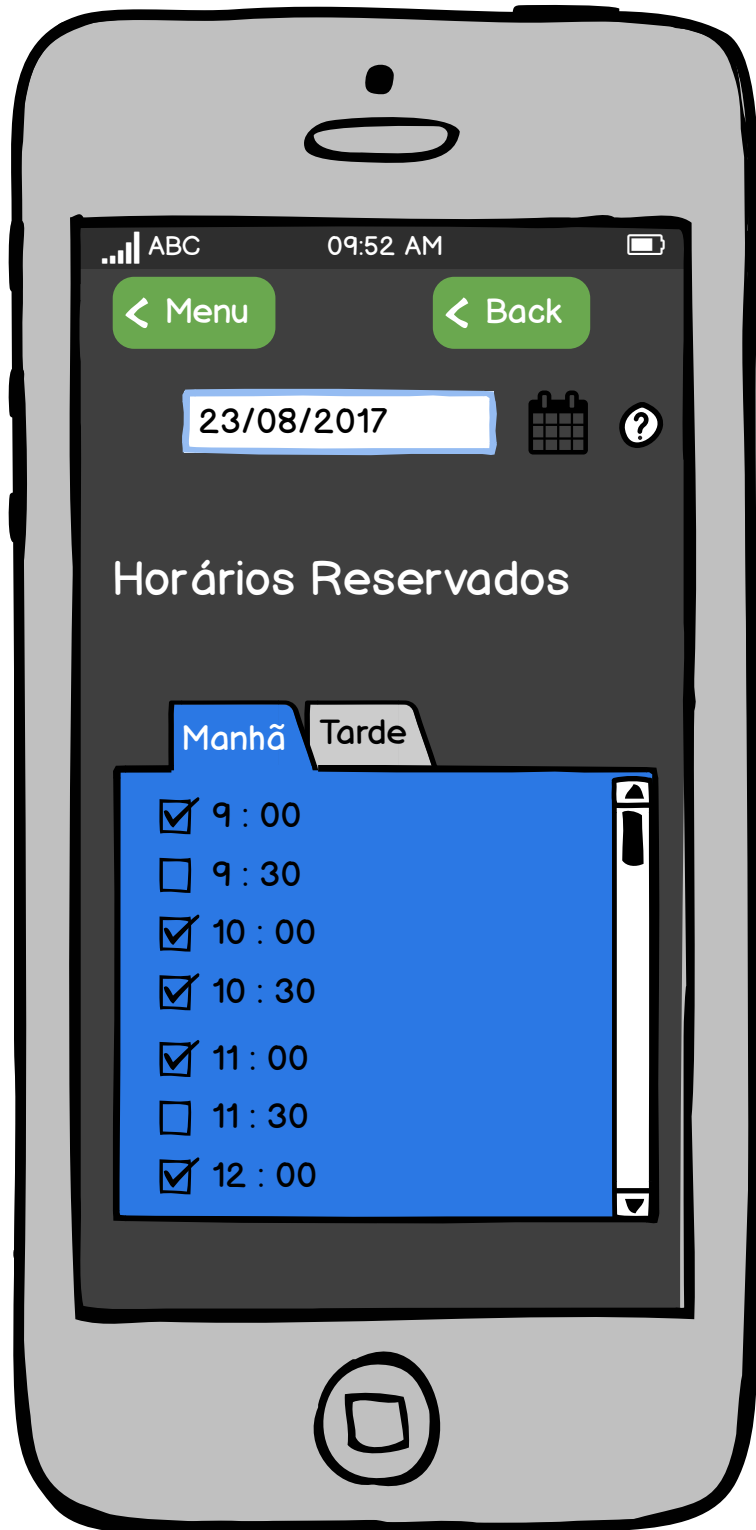 ABC 09:52 AM
< Menu < Back
23/08/2017 ?
Horários Reservados
Manhã Tarde
9 : 00
9 : 30
10 : 00
10 : 30
11 : 00
11 : 30
12 : 00